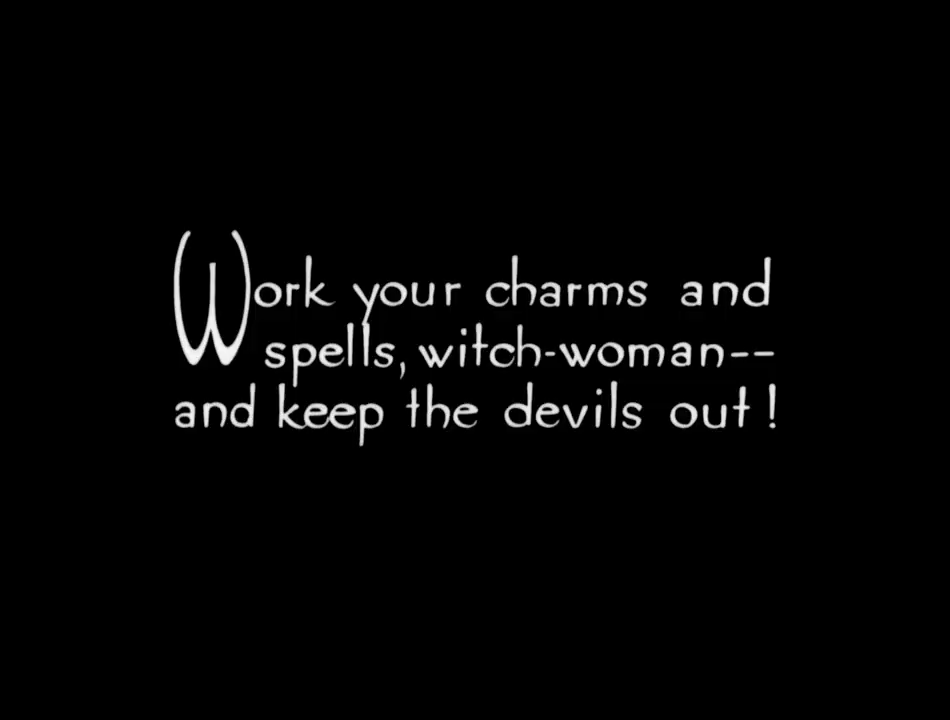 Work your charms and
spells, witch-woman--
and keep the devils out!